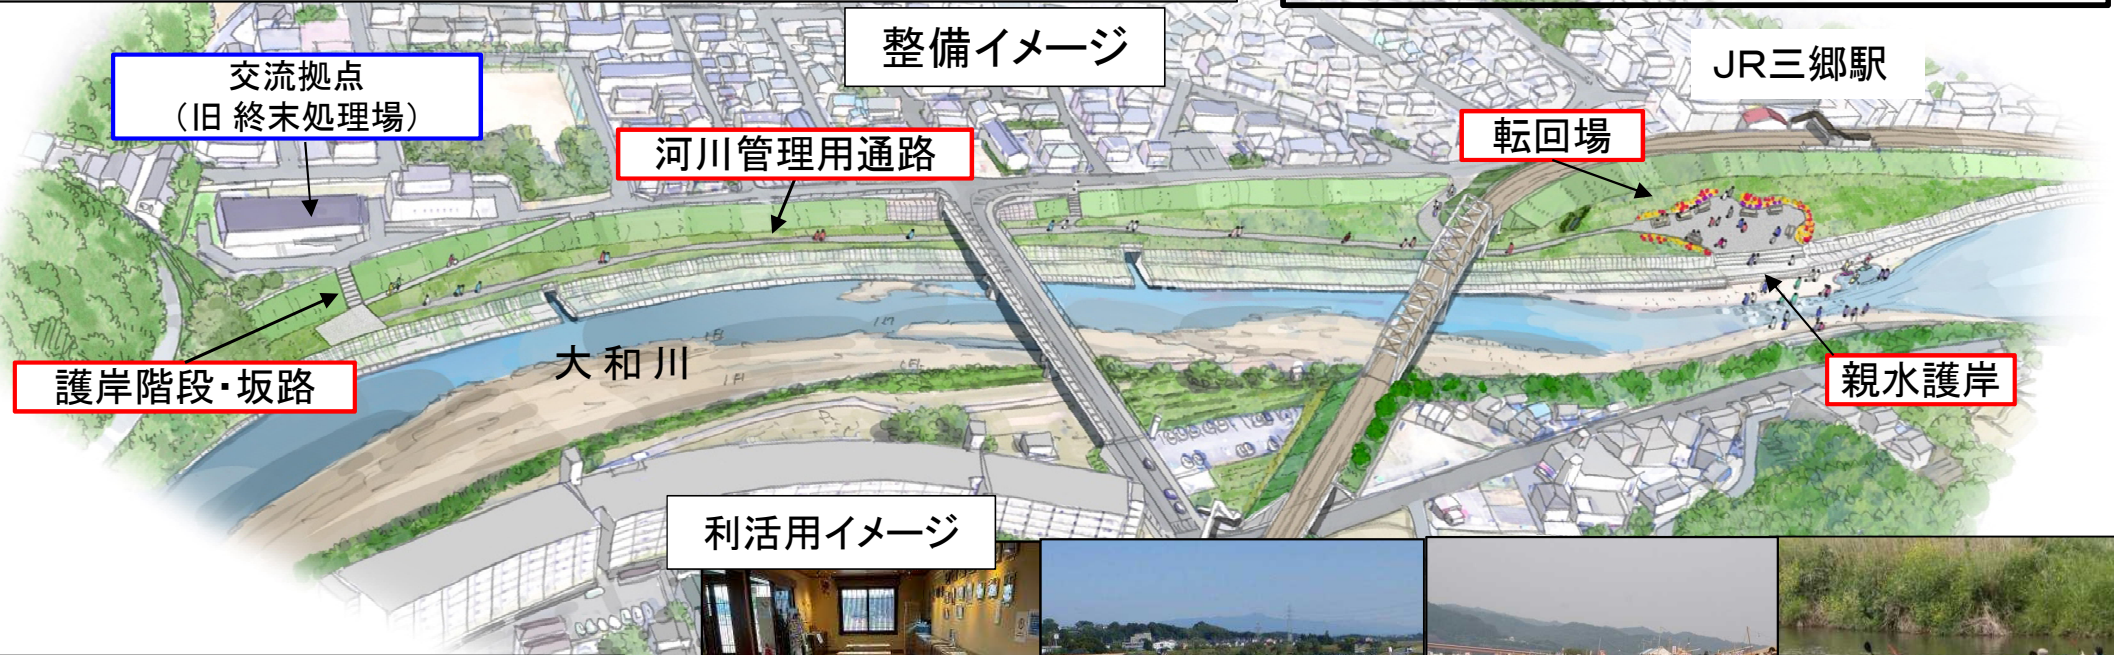 整備イメージ
JR三郷駅
交流拠点
（旧 終末処理場）
河川管理用通路
転回場
大和川
護岸階段・坂路
親水護岸
利活用イメージ